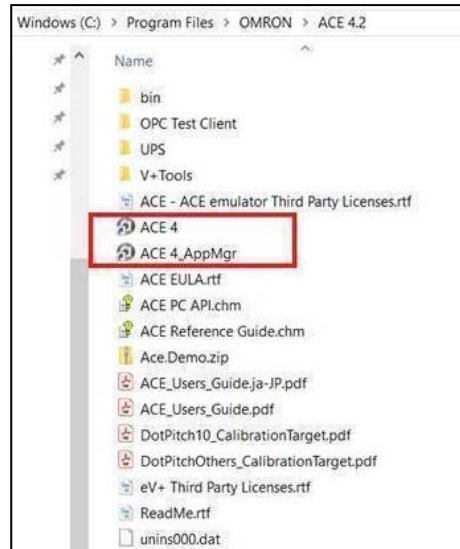 Windows (C:) > Program Files > OMRON > ACE 4.2
Name
bin
OPC Test Client
UPS
V+Tools
ACE - ACE emulator Third Party Licenses.rtf
ACE 4
ACE 4_AppMgr
ACE EULA.rtf
ACE PC API.chm
ACE Reference Guide.chm
Ace.Demo.zip
ACE_Users_Guide.ja-JP.pdf
ACE_Users_Guide.pdf
DotPitch10_CalibrationTarget.pdf
DotPitchOthers_CalibrationTarget.pdf
eV+ Third Party Licenses.rtf
ReadMe.rtf
unins000.dat